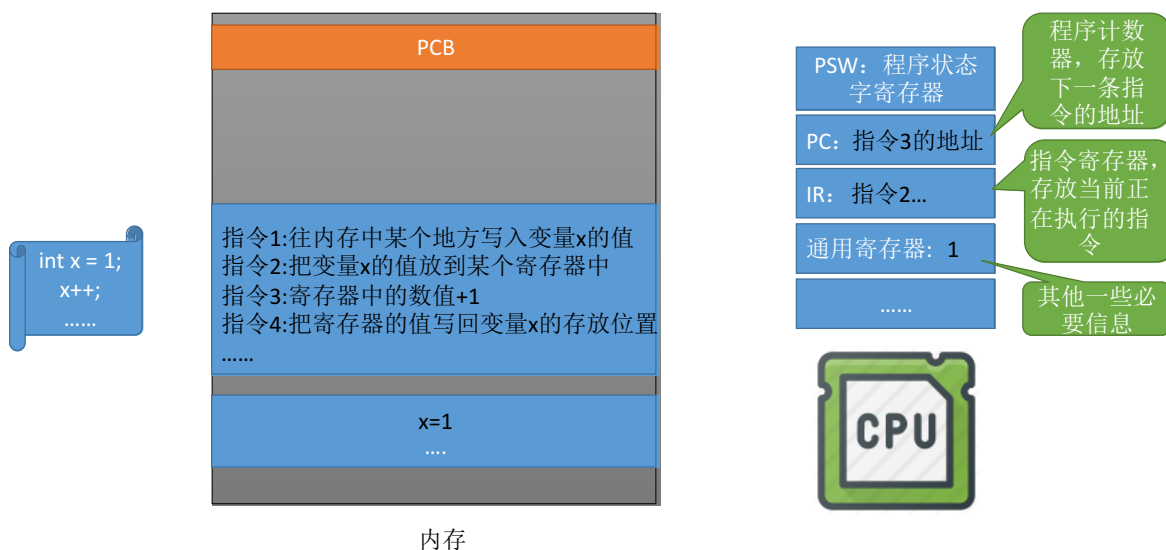 int x = 1;
x++;
……
PCB
指令1:往内存中某个地方写入变量x的值
指令2:把变量x的值放到某个寄存器中
指令3:寄存器中的数值+1
指令4:把寄存器的值写回变量x的存放位置
……
x=1
….
内存
PSW：程序状态
字寄存器
PC：指令3的地址
IR：指令2…
通用寄存器: 1
……
程序计数
器，存放
下一条指
令的地址
指令寄存器，
存放当前正
在执行的指
令
其他一些必
要信息
CPU